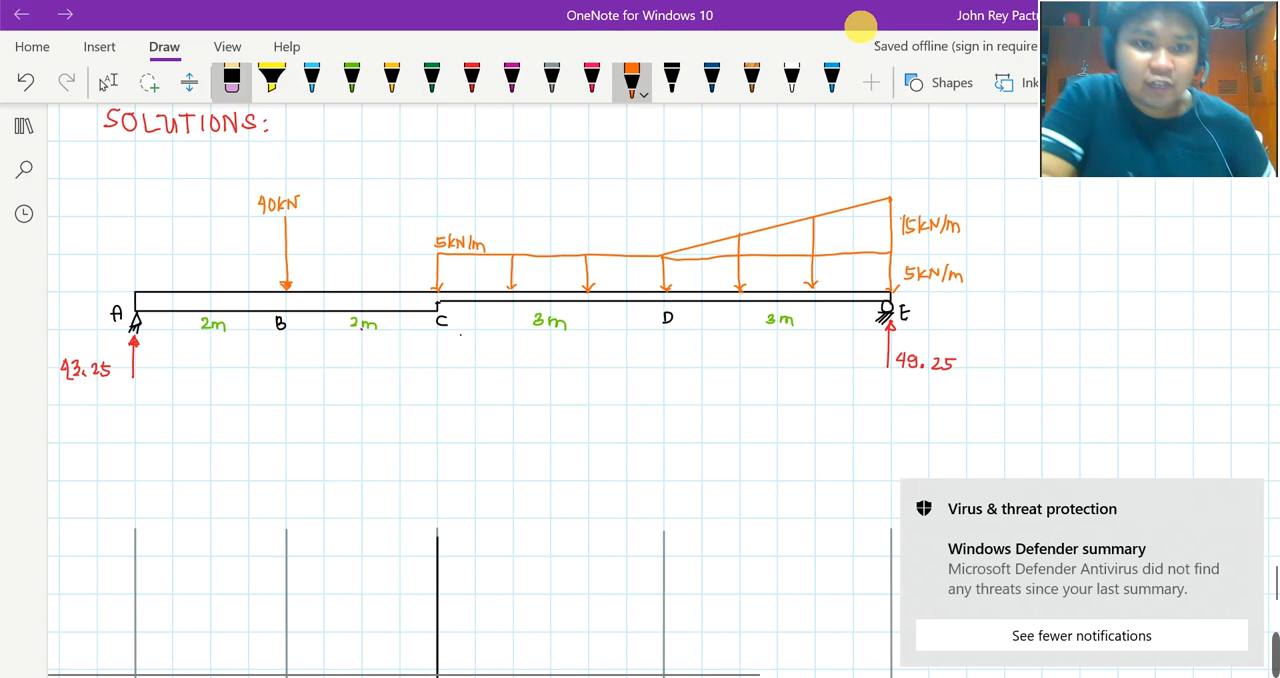 OneNote for Windows 10
John Rey Pactu
Home Insert Draw View Help
Saved offline (sign in require
Shapes
Ink
SOLUTIONS:
40kN
5kN/m
15kN/m
5kN/m
A 2m B 2m C 3m D 3m E
43.25
49.25
Virus & threat protection
Windows Defender summary
Microsoft Defender Antivirus did not find
any threats since your last summary.
See fewer notifications